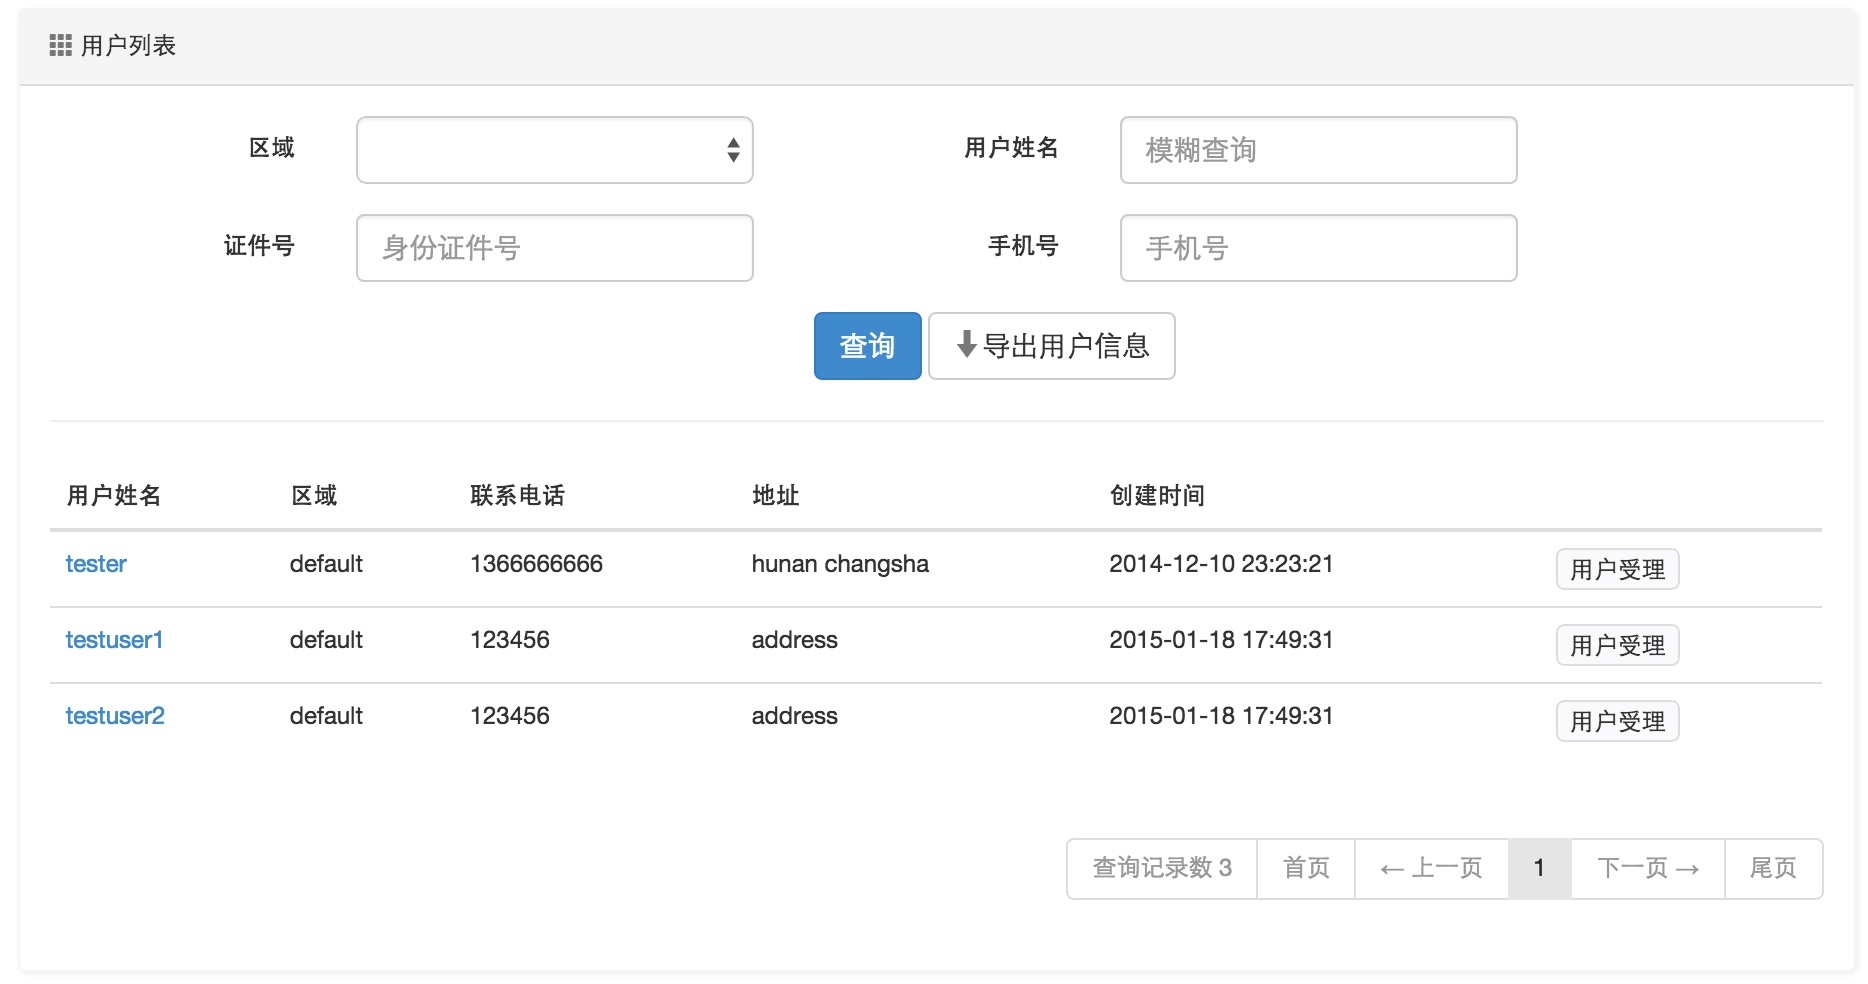 用户列表
区域
用户姓名 模糊查询
证件号 身份证件号
手机号 手机号
查询 导出用户信息
用户姓名 区域 联系电话 地址 创建时间
tester default 1366666666 hunan changsha 2014-12-10 23:23:21 用户受理
testuser1 default 123456 address 2015-01-18 17:49:31 用户受理
testuser2 default 123456 address 2015-01-18 17:49:31 用户受理
查询记录数 3 首页 ← 上一页 1 下一页 → 尾页